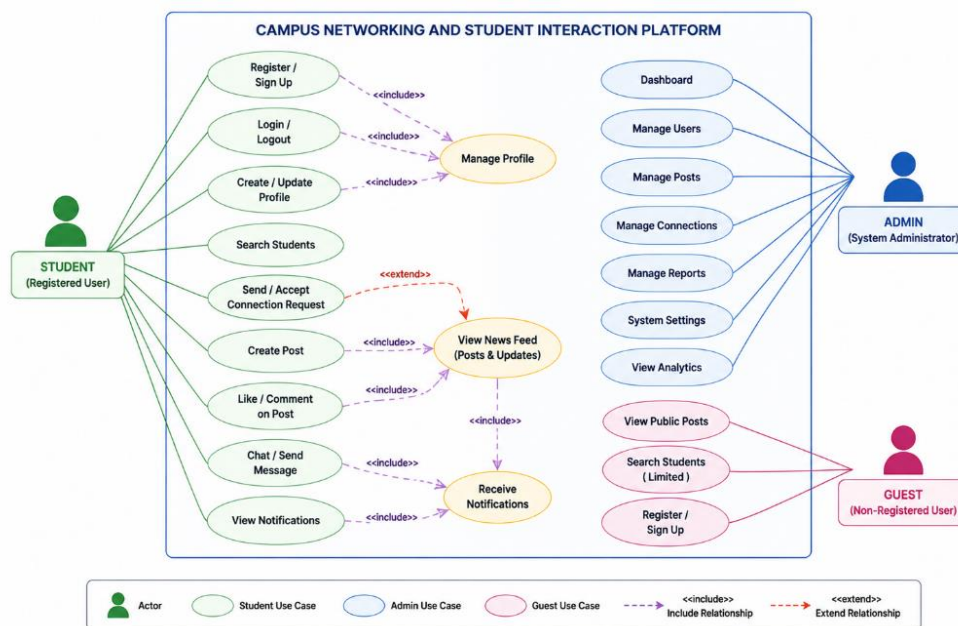 CAMPUS NETWORKING AND STUDENT INTERACTION PLATFORM
STUDENT
(Registered User)
Register /
Sign Up
Login /
Logout
Create / Update
Profile
Search Students
Send / Accept
Connection Request
Create Post
Like / Comment
on Post
Chat / Send
Message
View Notifications
<<include>>
<<include>>
<<include>>
<<extend>>
<<include>>
<<include>>
<<include>>
<<include>>
<<include>>
Manage Profile
View News Feed
(Posts & Updates)
Receive
Notifications
Dashboard
Manage Users
Manage Posts
Manage Connections
Manage Reports
System Settings
View Analytics
ADMIN
(System Administrator)
View Public Posts
Search Students
( Limited )
Register /
Sign Up
GUEST
(Non-Registered User)
Actor
Student Use Case
Admin Use Case
Guest Use Case
<<include>>
Include Relationship
<<extend>>
Extend Relationship